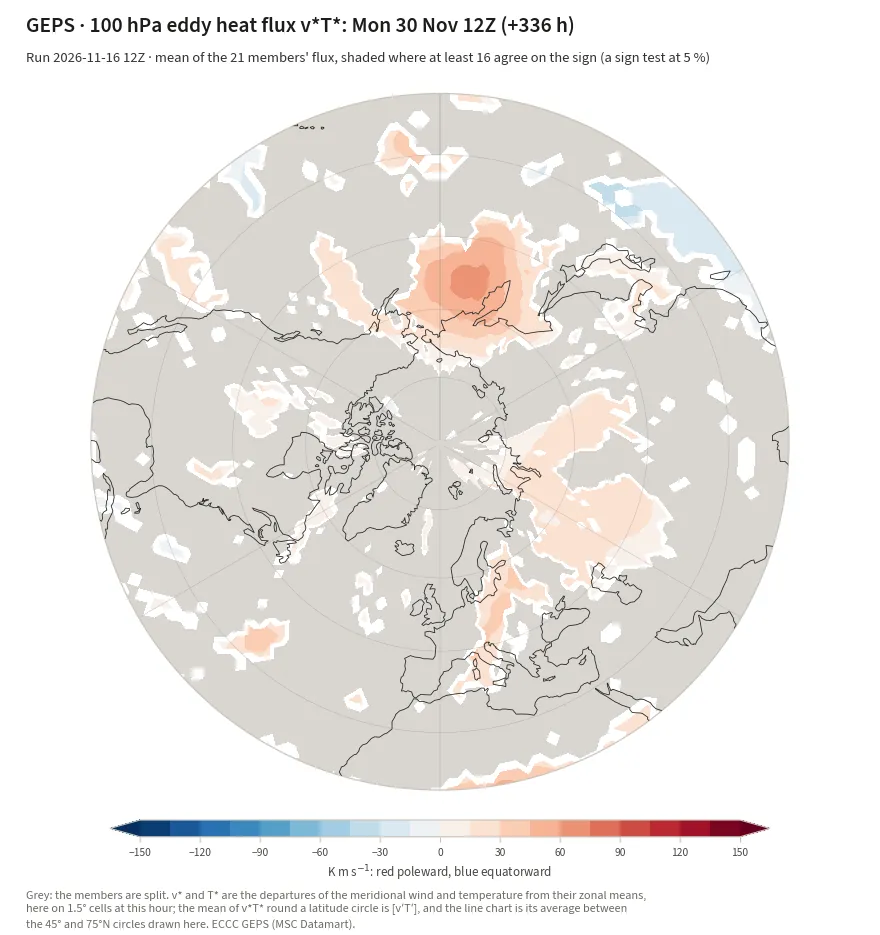 GEPS · 100 hPa eddy heat flux v*T*: Mon 30 Nov 12Z (+336 h)
Run 2026-11-16 12Z · mean of the 21 members' flux, shaded where at least 16 agree on the sign (a sign test at 5 %)
−150 −120 −90 −60 −30 0 30 60 90 120 150
K m s⁻¹: red poleward, blue equatorward
Grey: the members are split. v* and T* are the departures of the meridional wind and temperature from their zonal means,
here on 1.5° cells at this hour; the mean of v*T* round a latitude circle is [v'T'], and the line chart is its average between
the 45° and 75°N circles drawn here. ECCC GEPS (MSC Datamart).